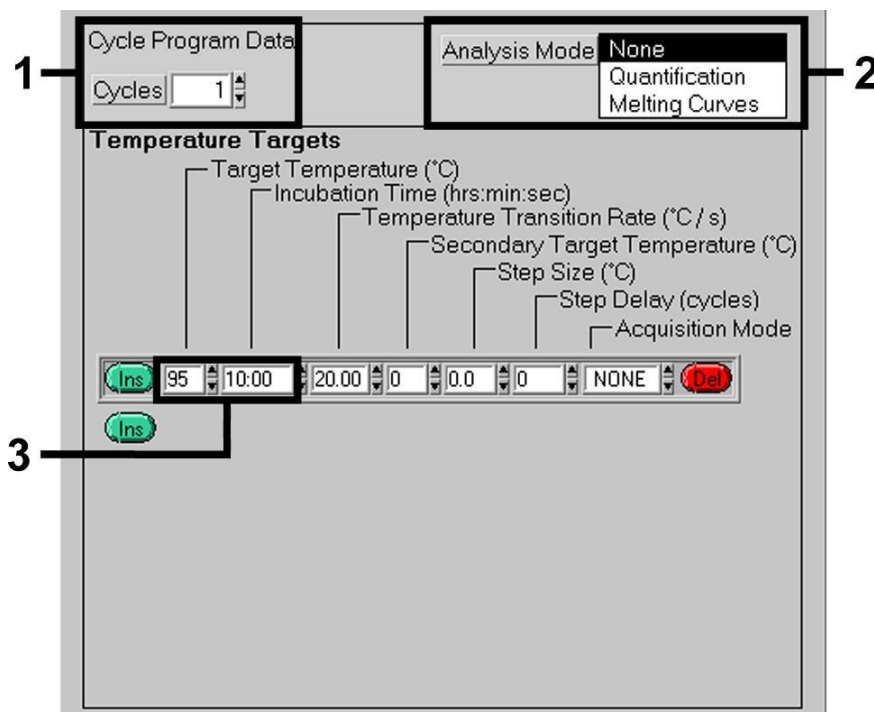 Cycle Program Data
Analysis Mode None
Quantification
Melting Curves
1
2
Cycles 1
Temperature Targets
Target Temperature (°C)
Incubation Time (hrs:min:sec)
Temperature Transition Rate (°C / s)
Secondary Target Temperature (°C)
Step Size (°C)
Step Delay (cycles)
Acquisition Mode
Ins 95 10:00 20.00 0 0.0 0 NONE Del
Ins
3